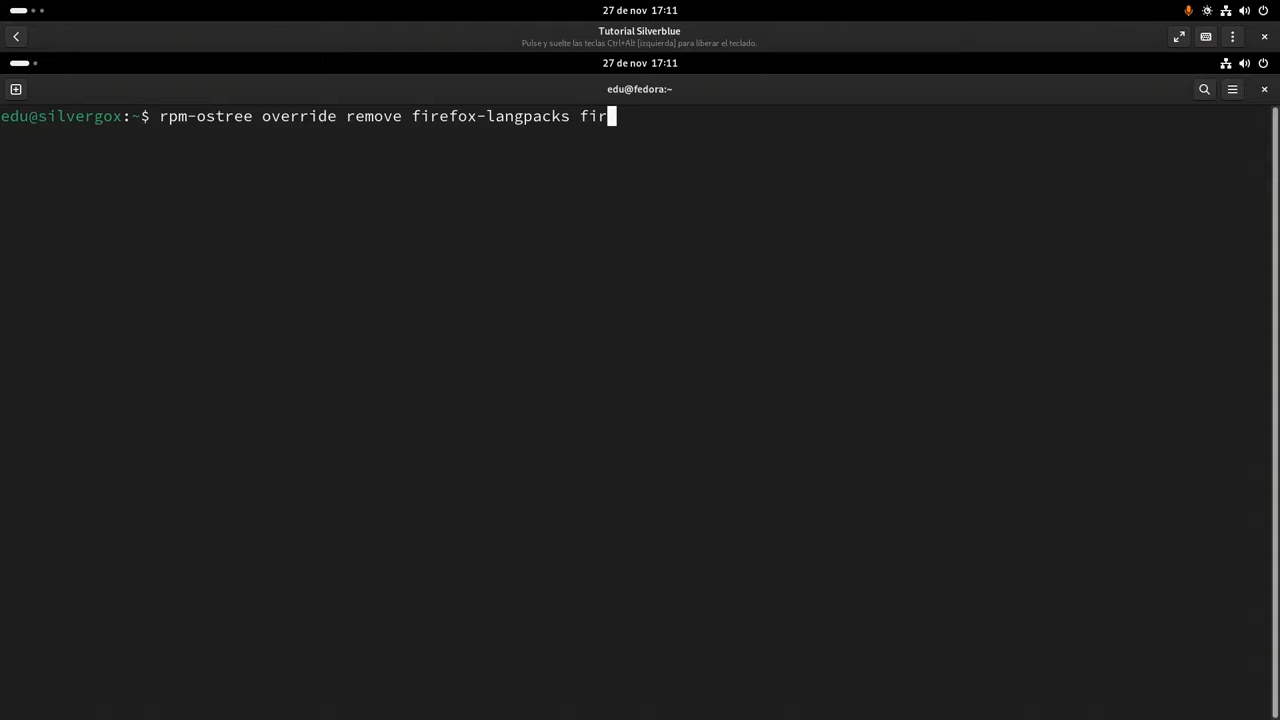 27 de nov 17:11
Tutorial Silverblue
Pulse y suelte las teclas Ctrl+Alt [izquierda] para liberar el teclado.
27 de nov 17:11
edu@fedora:~
edu@silvergox:~$ rpm-ostree override remove firefox-langpacks fir